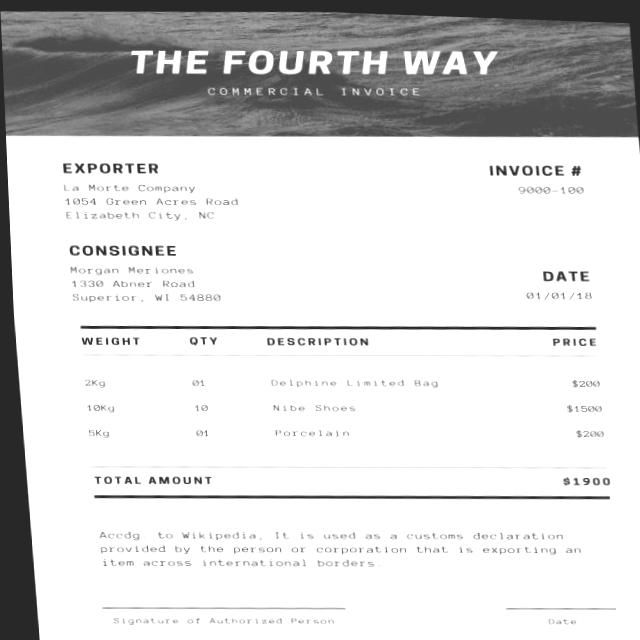 THE FOURTH WAY
COMMERCIAL INVOICE
EXPORTER
La Morte Company
1054 Green Acres Road
Elizabeth City, NC
INVOICE #
9000-100
CONSIGNEE
Morgan Meriones
1330 Abner Road
Superior, WI 54880
DATE
01/01/18
WEIGHT QTY DESCRIPTION PRICE
2Kg 01 Delphine Limited Bag $200
10Kg 10 Nibe Shoes $1500
5Kg 01 Porcelain $200
TOTAL AMOUNT $1900
Accdg. to Wikipedia, It is used as a customs declaration
provided by the person or corporation that is exporting an
item across international borders.
Signature of Authorized Person Date